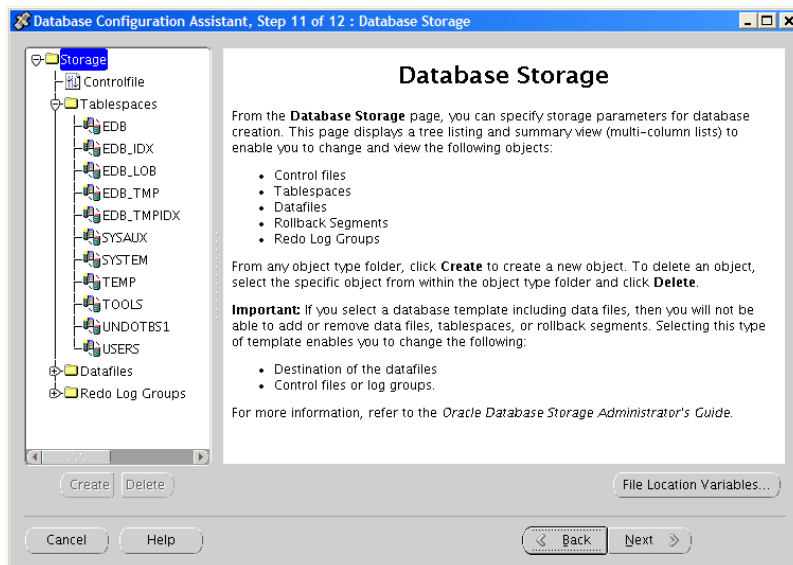 Database Configuration Assistant, Step 11 of 12 : Database Storage
Storage
Controlfile
Tablespaces
EDB
EDB_IDX
EDB_LOB
EDB_TMP
EDB_TMPIDX
SYSAUX
SYSTEM
TEMP
TOOLS
UNDOTBS1
USERS
Datafiles
Redo Log Groups
Create
Delete
Database Storage
From the Database Storage page, you can specify storage parameters for database
creation. This page displays a tree listing and summary view (multi-column lists) to
enable you to change and view the following objects:
• Control files
• Tablespaces
• Datafiles
• Rollback Segments
• Redo Log Groups
From any object type folder, click Create to create a new object. To delete an object,
select the specific object from within the object type folder and click Delete.
Important: If you select a database template including data files, then you will not be
able to add or remove data files, tablespaces, or rollback segments. Selecting this type
of template enables you to change the following:
• Destination of the datafiles
• Control files or log groups.
For more information, refer to the Oracle Database Storage Administrator's Guide.
File Location Variables...
Cancel
Help
Back
Next